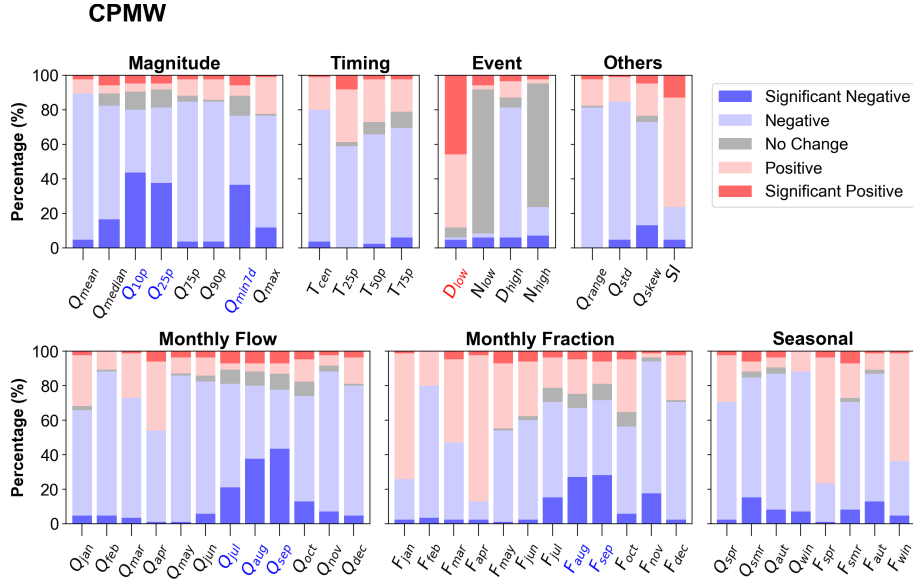 CPMW
Magnitude
Timing
Event
Others
Percentage (%)
100
80
60
40
20
0
Significant Negative
Negative
No Change
Positive
Significant Positive
Qmean
Qmedian
Q10p
Q25p
Q75p
Q90p
Qmin7d
Qmax
Tcen
T25p
T50p
T75p
Dlow
Nlow
Dhigh
Nhigh
Qrange
Qstd
Qskew
SI
Monthly Flow
Monthly Fraction
Seasonal
Percentage (%)
100
80
60
40
20
0
Qjan
Qfeb
Qmar
Qapr
Qmay
Qjun
Qjul
Qaug
Qsep
Qoct
Qnov
Qdec
Fjan
Ffeb
Fmar
Fapr
Fmay
Fjun
Fjul
Faug
Fsep
Foct
Fnov
Fdec
Qspr
Qsmr
Qaut
Qwin
Fspr
Fsmr
Faut
Fwin